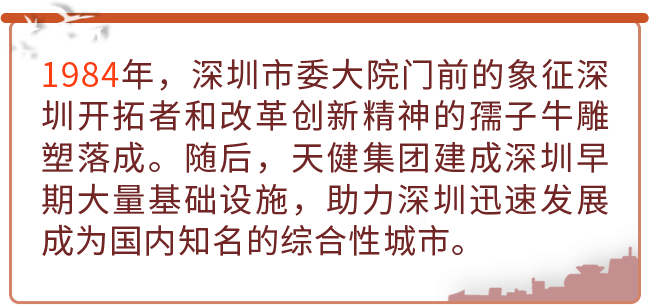 1984年，深圳市委大院门前的象征深
圳开拓者和改革创新精神的孺子牛雕
塑落成。随后，天健集团建成深圳早
期大量基础设施，助力深圳迅速发展
成为国内知名的综合性城市。